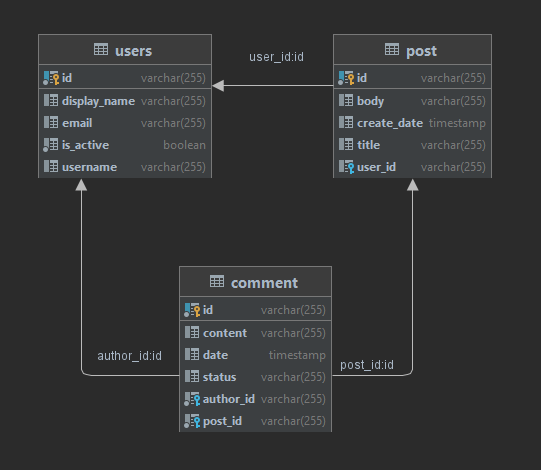 users
id varchar(255)
display_name varchar(255)
email varchar(255)
is_active boolean
username varchar(255)
user_id:id
post
id varchar(255)
body varchar(255)
create_date timestamp
title varchar(255)
user_id varchar(255)
comment
id varchar(255)
content varchar(255)
date timestamp
status varchar(255)
author_id varchar(255)
post_id varchar(255)
author_id:id
post_id:id